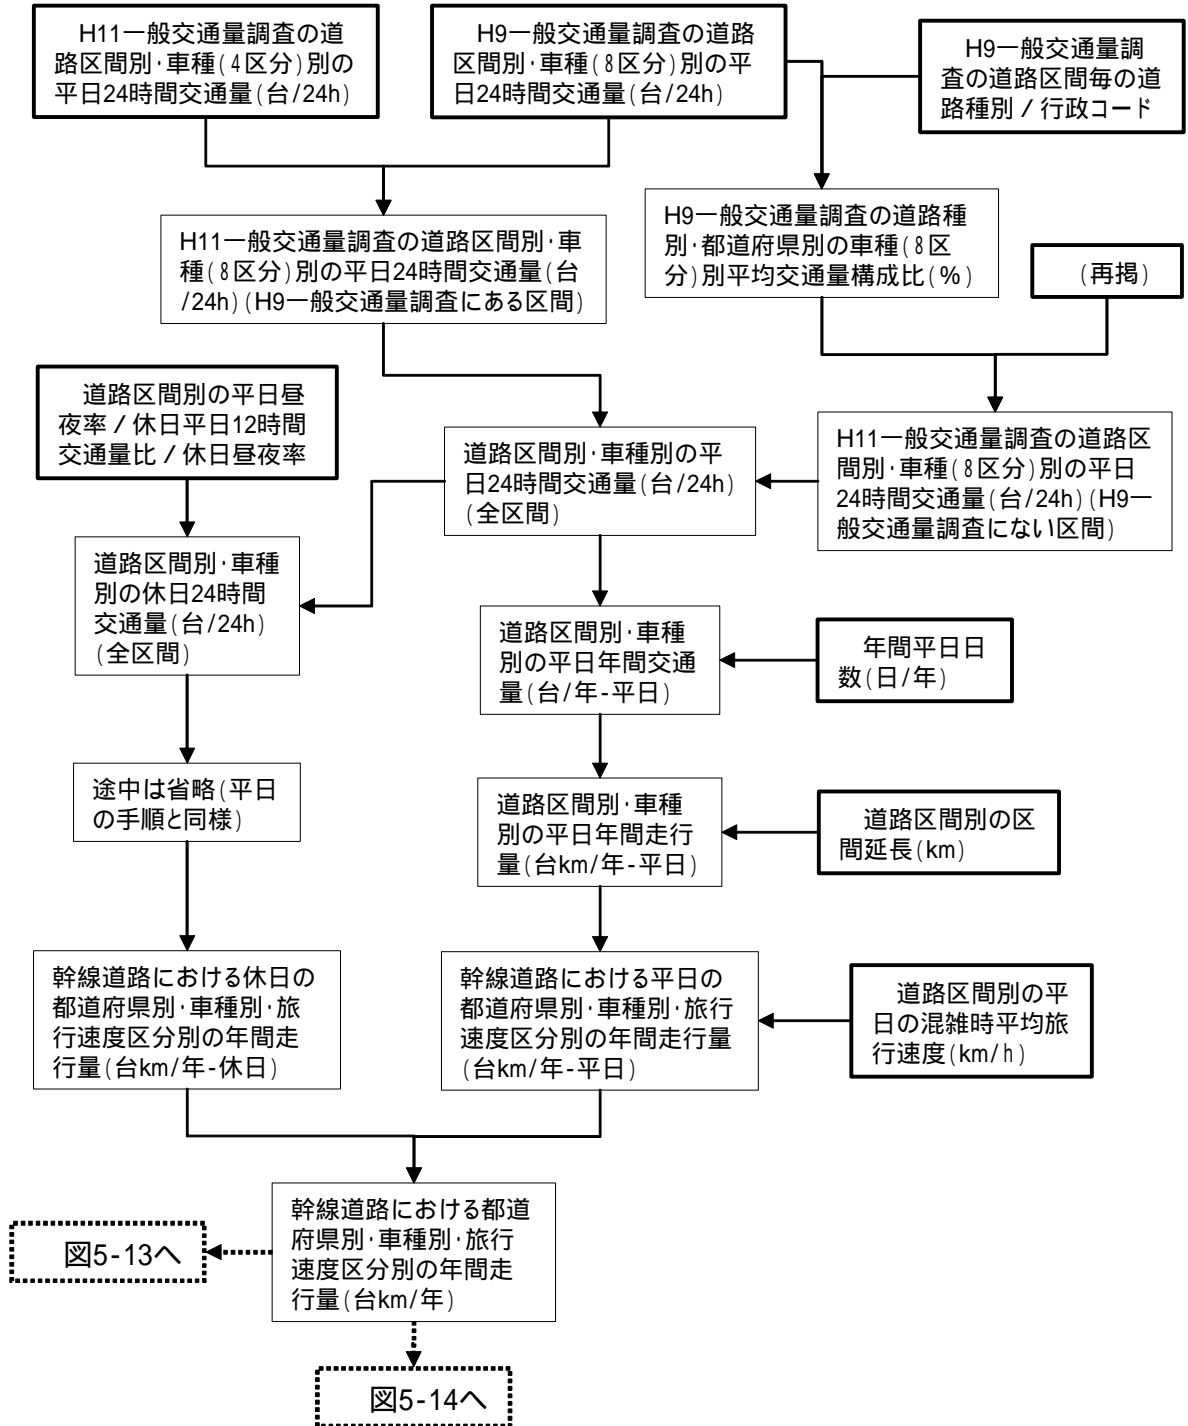 H11一般交通量調査の道
路区間別･車種(4区分)別の
平日24時間交通量(台/24h)
H9一般交通量調査の道路
区間別･車種(8区分)別の平
日24時間交通量(台/24h)
H9一般交通量調
査の道路区間毎の道
路種別／行政コード
H11一般交通量調査の道路区間別･車
種(8区分)別の平日24時間交通量(台
/24h)(H9一般交通量調査にある区間)
H9一般交通量調査の道路種
別･都道府県別の車種(8区
分)別平均交通量構成比(%)
(再掲)
道路区間別の平日昼
夜率／休日平日12時間
交通量比／休日昼夜率
道路区間別･車種別の平
日24時間交通量(台/24h)
(全区間)
H11一般交通量調査の道路区
間別･車種(8区分)別の平日
24時間交通量(台/24h)(H9一
般交通量調査にない区間)
道路区間別･車種
別の休日24時間
交通量(台/24h)
(全区間)
道路区間別･車種
別の平日年間交通
量(台/年-平日)
年間平日日
数(日/年)
途中は省略(平日
の手順と同様)
道路区間別･車種
別の平日年間走行
量(台km/年-平日)
道路区間別の区
間延長(km)
幹線道路における休日の
都道府県別･車種別･旅
行速度区分別の年間走
行量(台km/年-休日)
幹線道路における平日の
都道府県別･車種別･旅行
速度区分別の年間走行量
(台km/年-平日)
道路区間別の平
日の混雑時平均旅
行速度(km/h)
幹線道路における都道
府県別･車種別･旅行
速度区分別の年間走
行量(台km/年)
図5-13へ
図5-14へ